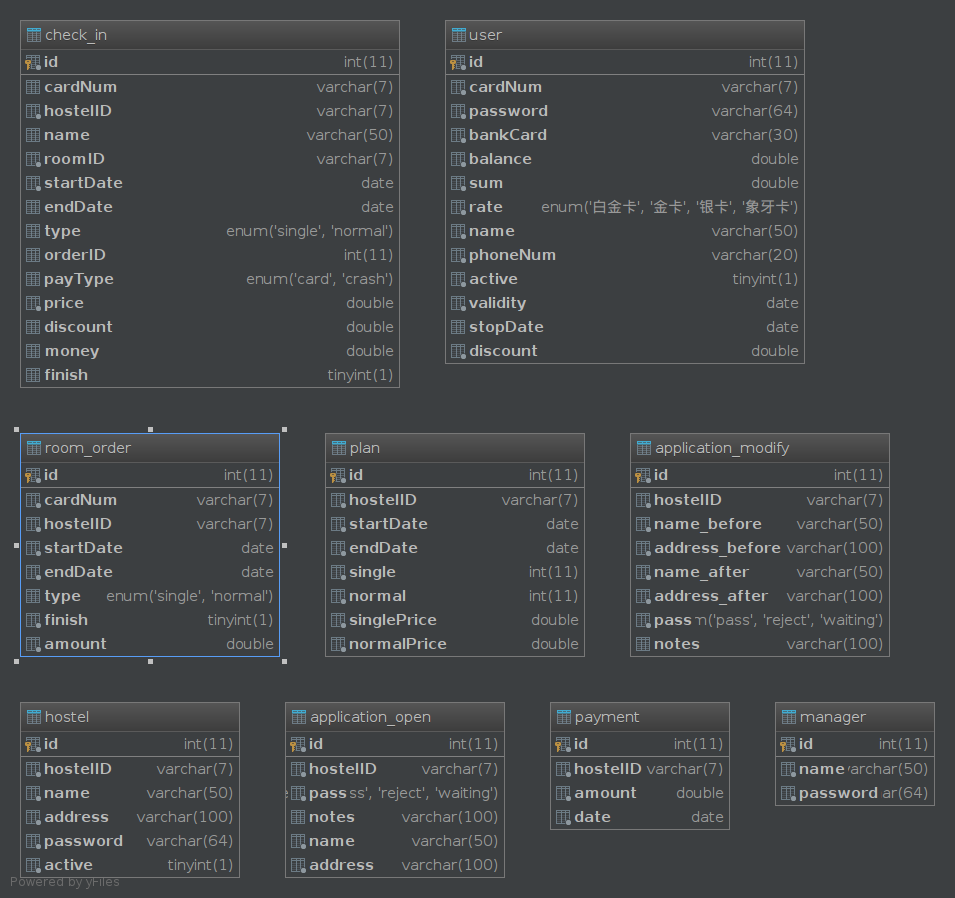 check_in
id int(11)
cardNum varchar(7)
hostelID varchar(7)
name varchar(50)
roomID varchar(7)
startDate date
endDate date
type enum('single', 'normal')
orderID int(11)
payType enum('card', 'crash')
price double
discount double
money double
finish tinyint(1)
user
id int(11)
cardNum varchar(7)
password varchar(64)
bankCard varchar(30)
balance double
sum double
rate enum('白金卡', '金卡', '银卡', '象牙卡')
name varchar(50)
phoneNum varchar(20)
active tinyint(1)
validity date
stopDate date
discount double
room_order
id int(11)
cardNum varchar(7)
hostelID varchar(7)
startDate date
endDate date
type enum('single', 'normal')
finish tinyint(1)
amount double
plan
id int(11)
hostelID varchar(7)
startDate date
endDate date
single int(11)
normal int(11)
singlePrice double
normalPrice double
application_modify
id int(11)
hostelID varchar(7)
name_before varchar(50)
address_before varchar(100)
name_after varchar(50)
address_after varchar(100)
pass m('pass', 'reject', 'waiting')
notes varchar(100)
hostel
id int(11)
hostelID varchar(7)
name varchar(50)
address varchar(100)
password varchar(64)
active tinyint(1)
application_open
id int(11)
hostelID varchar(7)
pass ss', 'reject', 'waiting')
notes varchar(100)
name varchar(50)
address varchar(100)
payment
id int(11)
hostelID varchar(7)
amount double
date date
manager
id int(11)
name archar(50)
password ar(64)
Powered by yFiles